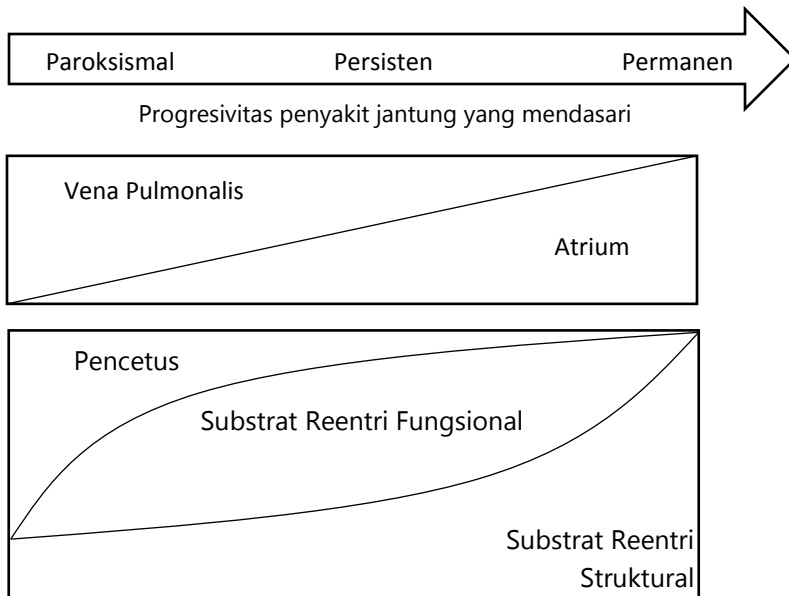 Paroksismal Persisten Permanen
Progresivitas penyakit jantung yang mendasari
Vena Pulmonalis
Atrium
Pencetus
Substrat Reentri Fungsional
Substrat Reentri
Struktural